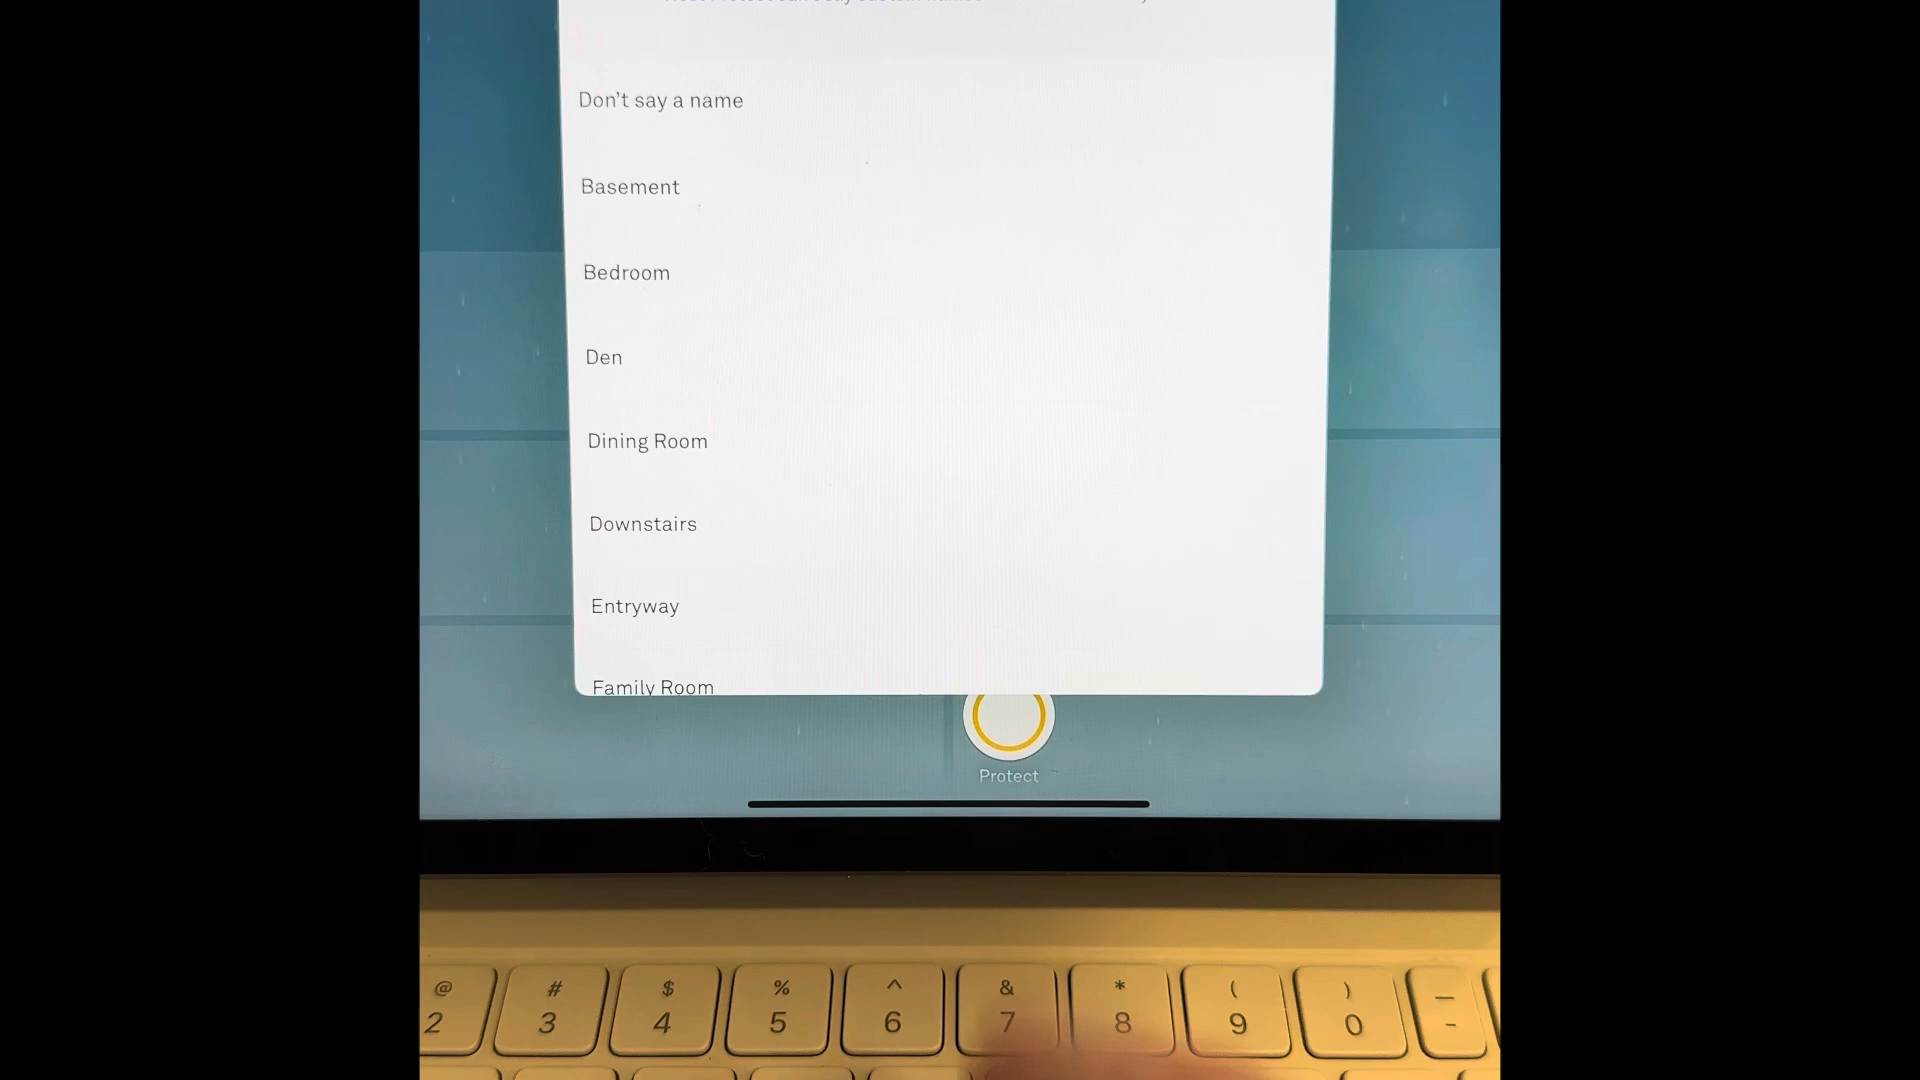 Don't say a name
Basement
Bedroom
Den
Dining Room
Downstairs
Entryway
Family Room
Protect
@ # $ % ^ & * ( ) —
2 3 4 5 6 7 8 9 0 -